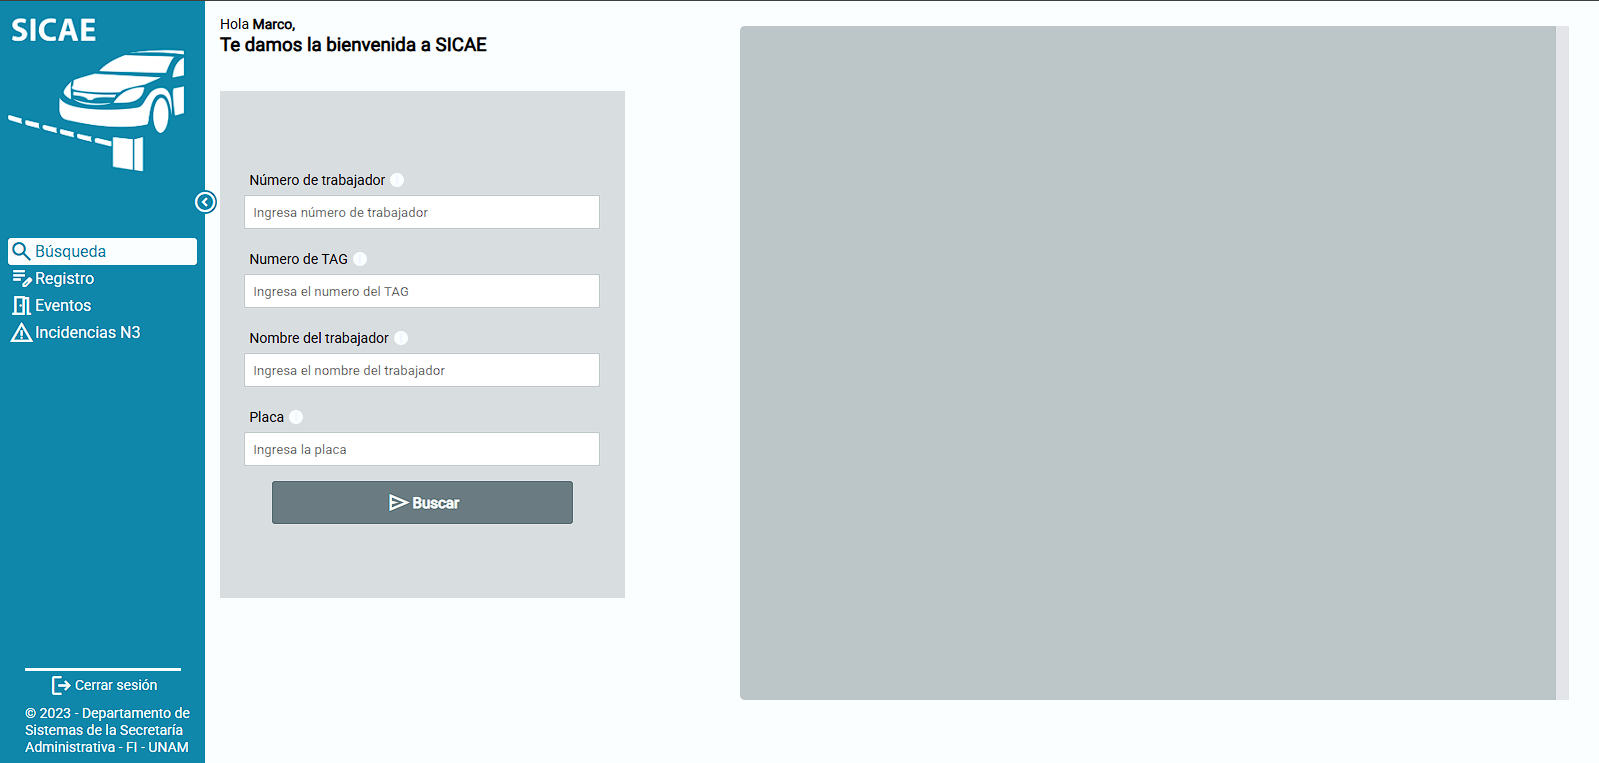 SICAE
Búsqueda
Registro
Eventos
Incidencias N3
Cerrar sesión
© 2023 - Departamento de
Sistemas de la Secretaría
Administrativa - FI - UNAM
Hola Marco,
Te damos la bienvenida a SICAE
Número de trabajador
Ingresa número de trabajador
Numero de TAG
Ingresa el numero del TAG
Nombre del trabajador
Ingresa el nombre del trabajador
Placa
Ingresa la placa
Buscar